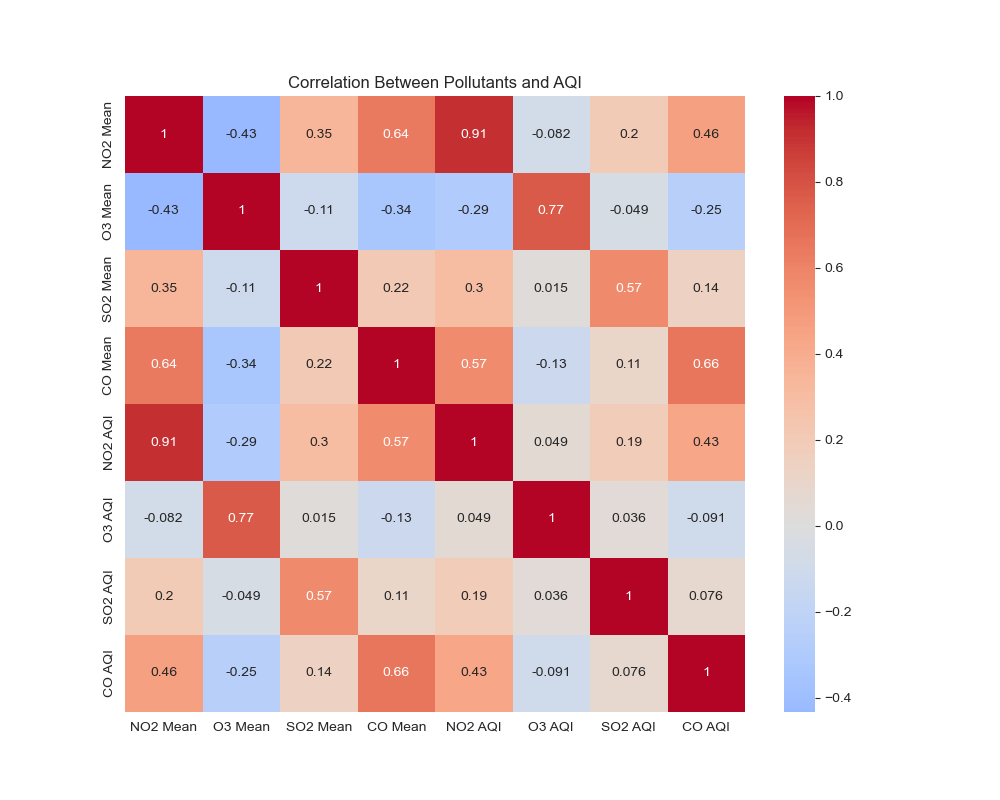 Correlation Between Pollutants and AQI
NO2 Mean 1 -0.43 0.35 0.64 0.91 -0.082 0.2 0.46
O3 Mean -0.43 1 -0.11 -0.34 -0.29 0.77 -0.049 -0.25
SO2 Mean 0.35 -0.11 1 0.22 0.3 0.015 0.57 0.14
CO Mean 0.64 -0.34 0.22 1 0.57 -0.13 0.11 0.66
NO2 AQI 0.91 -0.29 0.3 0.57 1 0.049 0.19 0.43
O3 AQI -0.082 0.77 0.015 -0.13 0.049 1 0.036 -0.091
SO2 AQI 0.2 -0.049 0.57 0.11 0.19 0.036 1 0.076
CO AQI 0.46 -0.25 0.14 0.66 0.43 -0.091 0.076 1
NO2 Mean O3 Mean SO2 Mean CO Mean NO2 AQI O3 AQI SO2 AQI CO AQI
1.0
0.8
0.6
0.4
0.2
0.0
−0.2
−0.4